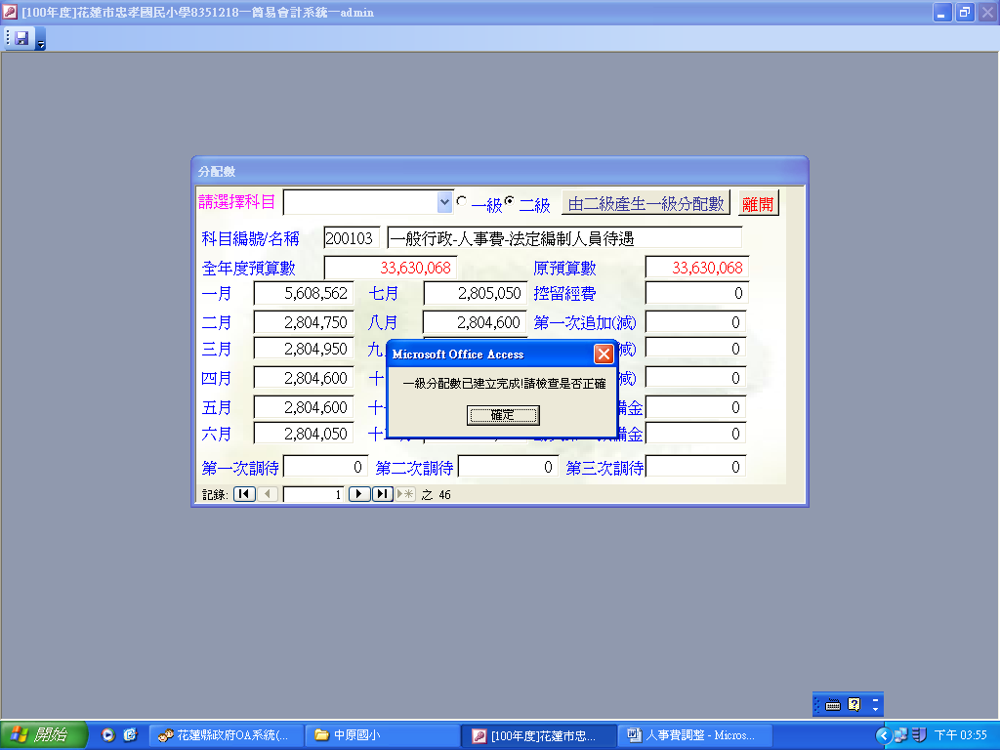 [100年度]花蓮市忠孝國民小學8351218一簡易會計系統一admin
分配數
請選擇科目 一級 二級 由二級產生一級分配數 離開
科目編號/名稱 200103 一般行政-人事費-法定編制人員待遇
全年度預算數 33,630,068 原預算數 33,630,068
一月 5,608,562 七月 2,805,050 控留經費 0
二月 2,804,750 八月 2,804,600 第一次追加(減) 0
三月 2,804,950 九 減) 0
Microsoft Office Access
四月 2,804,600 十 減) 0
一級分配數已建立完成!請檢查是否正確
五月 2,804,600 十 備金 0
確定
六月 2,804,050 十 備金 0
第一次調待 0 第二次調待 0 第三次調待 0
記錄: 1 之 46
開始 花蓮縣政府OA系統(... 中原國小 [100年度]花蓮市忠... 人事費調整 - Micros... 下午 03:55